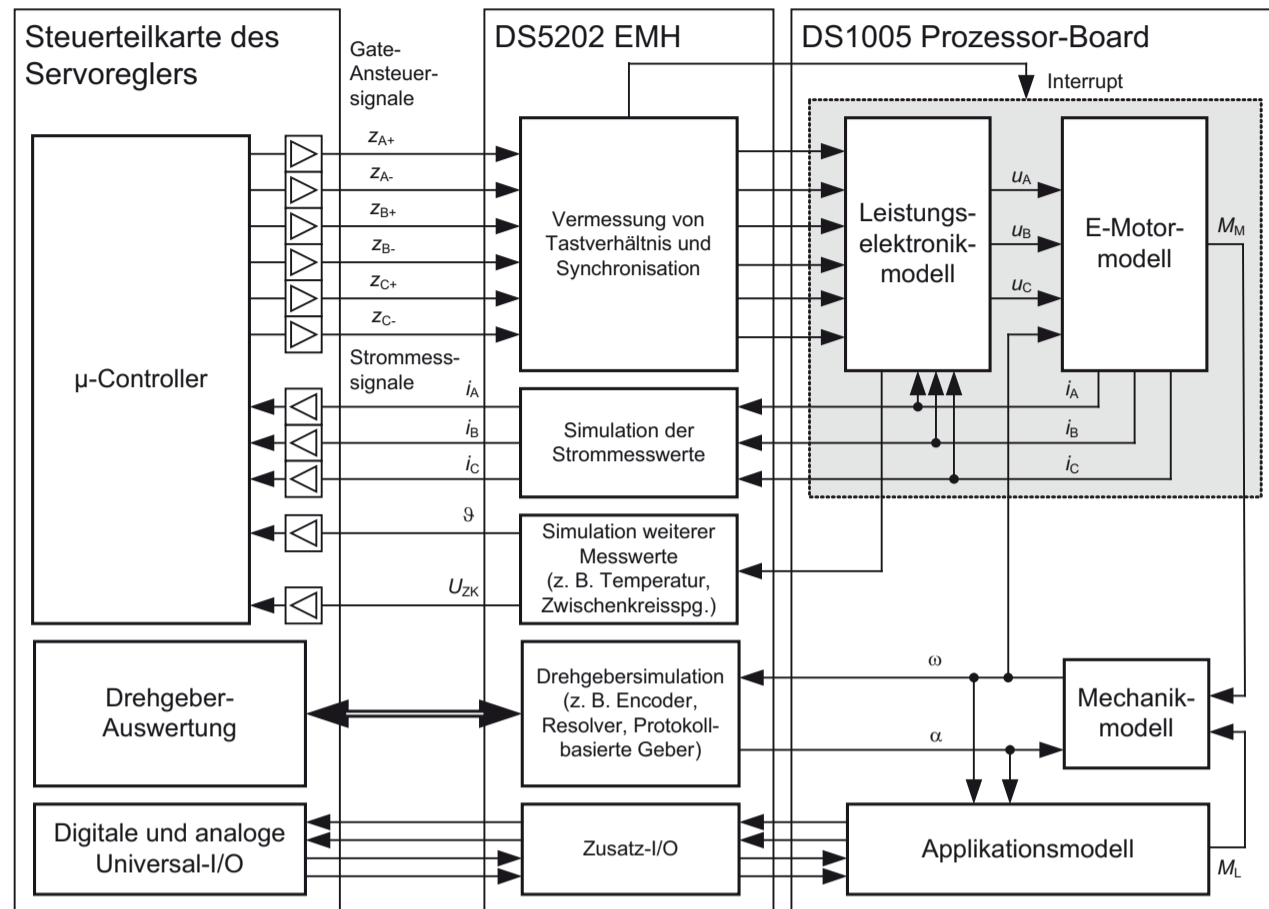 Steuerteilkarte des
Servoreglers
Gate-
Ansteuer-
signale
DS5202 EMH
DS1005 Prozessor-Board
Interrupt
μ-Controller
zA+
zA-
zB+
zB-
zC+
zC-
Vermessung von
Tastverhältnis und
Synchronisation
Leistungs-
elektronik-
modell
uA
uB
uC
E-Motor-
modell
MM
Strommess-
signale
iA
iB
iC
Simulation der
Strommesswerte
iA
iB
iC
ϑ
UZK
Simulation weiterer
Messwerte
(z. B. Temperatur,
Zwischenkreisspg.)
Drehgeber-
Auswertung
Drehgebersimulation
(z. B. Encoder,
Resolver, Protokoll-
basierte Geber)
ω
α
Mechanik-
modell
Digitale und analoge
Universal-I/O
Zusatz-I/O
Applikationsmodell
ML